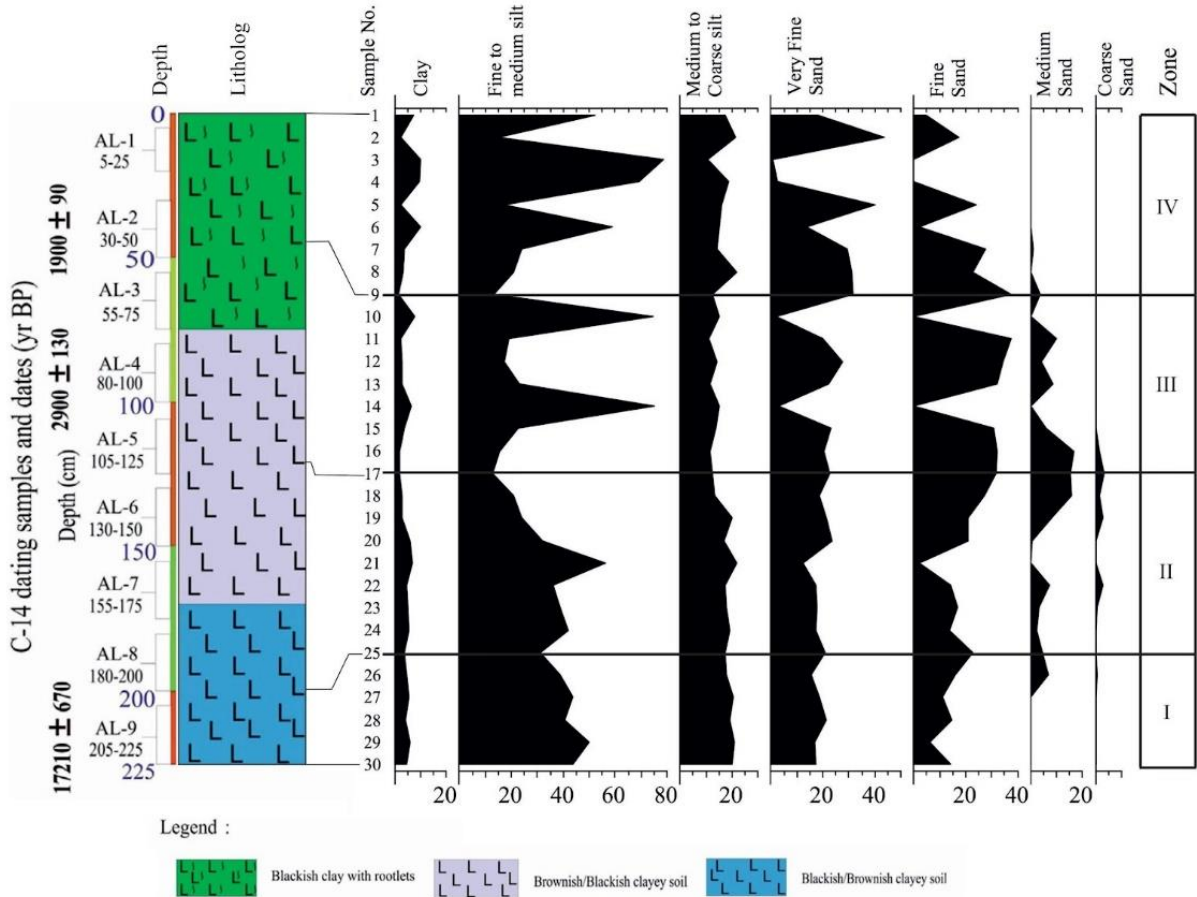 C-14 dating samples and dates (yr BP)
1900 ± 90
2900 ± 130
17210 ± 670
Depth (cm)
Depth
Litholog
Sample No.
Clay
Fine to
medium silt
Medium to
Coarse silt
Very Fine
Sand
Fine
Sand
Medium
Sand
Coarse
Sand
Zone
0
50
100
150
200
225
AL-1
5-25
AL-2
30-50
AL-3
55-75
AL-4
80-100
AL-5
105-125
AL-6
130-150
AL-7
155-175
AL-8
180-200
AL-9
205-225
1
2
3
4
5
6
7
8
9
10
11
12
13
14
15
16
17
18
19
20
21
22
23
24
25
26
27
28
29
30
IV
III
II
I
20
20 40 60 80
20
20 40
20 40
20
Legend :
Blackish clay with rootlets
Brownish/Blackish clayey soil
Blackish/Brownish clayey soil